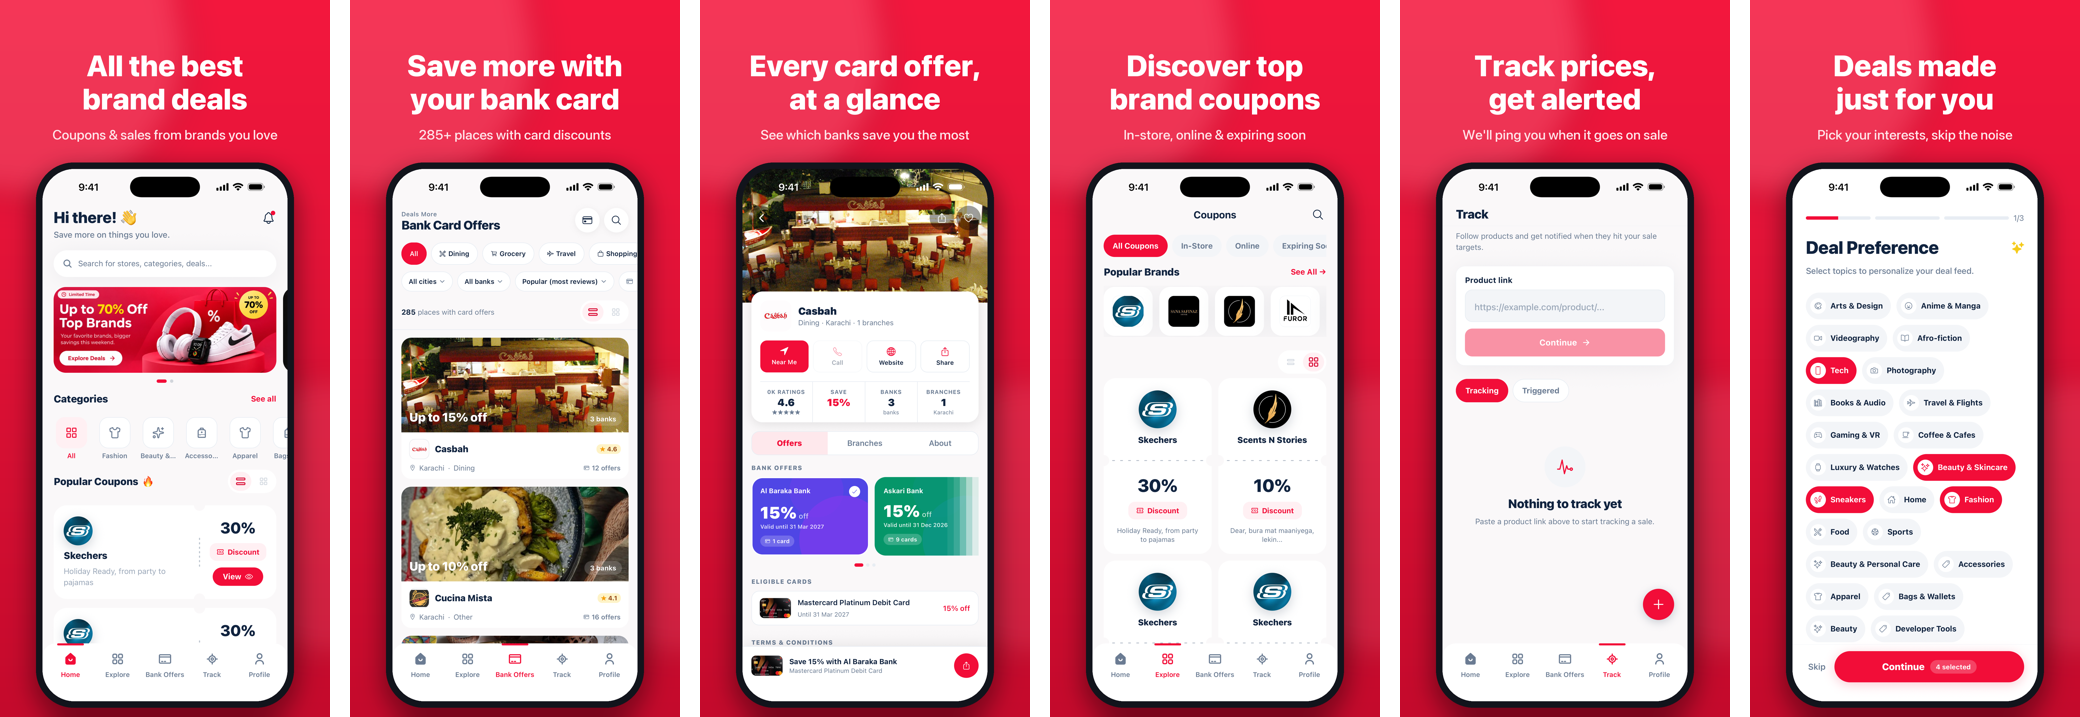 All the best
brand deals
Coupons & sales from brands you love
9:41
Hi there! 👋
Save more on things you love.
Search for stores, categories, deals...
Limited Time
Up to 70% Off
Top Brands
Your favorite brands, bigger
savings this weekend.
Explore Deals →
UP TO
70%
OFF
%
Categories
See all
All
Fashion
Beauty &...
Accesso...
Apparel
Bags
Popular Coupons 🔥
Skechers
Holiday Ready, from party to
pajamas
30%
Discount
View
30%
Home
Explore
Bank Offers
Track
Profile
Save more with
your bank card
285+ places with card discounts
9:41
Deals More
Bank Card Offers
All
Dining
Grocery
Travel
Shopping
All cities
All banks
Popular (most reviews)
285 places with card offers
Casbah
Up to 15% off
3 banks
Casbah
Casbah
★ 4.6
Karachi · Dining
12 offers
Up to 10% off
3 banks
Cucina Mista
★ 4.1
Karachi · Other
16 offers
Home
Explore
Bank Offers
Track
Profile
Every card offer,
at a glance
See which banks save you the most
9:41
Casbah
Casbah
Casbah
Dining · Karachi · 1 branches
Near Me
Call
Website
Share
0K RATINGS
4.6
★★★★★
SAVE
15%
BANKS
3
banks
BRANCHES
1
Karachi
Offers
Branches
About
BANK OFFERS
Al Baraka Bank
15% off
Valid until 31 Mar 2027
1 card
Askari Bank
15% off
Valid until 31 Dec 2026
9 cards
ELIGIBLE CARDS
Mastercard Platinum Debit Card
Until 31 Mar 2027
15% off
TERMS & CONDITIONS
Save 15% with Al Baraka Bank
Mastercard Platinum Debit Card
Discover top
brand coupons
In-store, online & expiring soon
9:41
Coupons
All Coupons
In-Store
Online
Expiring Soo
Popular Brands
See All →
FUROR
Skechers
30%
Discount
Holiday Ready, from party
to pajamas
Scents N Stories
10%
Discount
Dear, bura mat maaniyega,
lekin...
Skechers
Skechers
Home
Explore
Bank Offers
Track
Profile
Track prices,
get alerted
We'll ping you when it goes on sale
9:41
Track
Follow products and get notified when they hit your sale
targets.
Product link
https://example.com/product/...
Continue →
Tracking
Triggered
Nothing to track yet
Paste a product link above to start tracking a sale.
+
Home
Explore
Bank Offers
Track
Profile
Deals made
just for you
Pick your interests, skip the noise
9:41
1/3
Deal Preference ✨
Select topics to personalize your deal feed.
Arts & Design
Anime & Manga
Videography
Afro-fiction
Tech
Photography
Books & Audio
Travel & Flights
Gaming & VR
Coffee & Cafes
Luxury & Watches
Beauty & Skincare
Sneakers
Home
Fashion
Food
Sports
Beauty & Personal Care
Accessories
Apparel
Bags & Wallets
Beauty
Developer Tools
Skip
Continue
4 selected